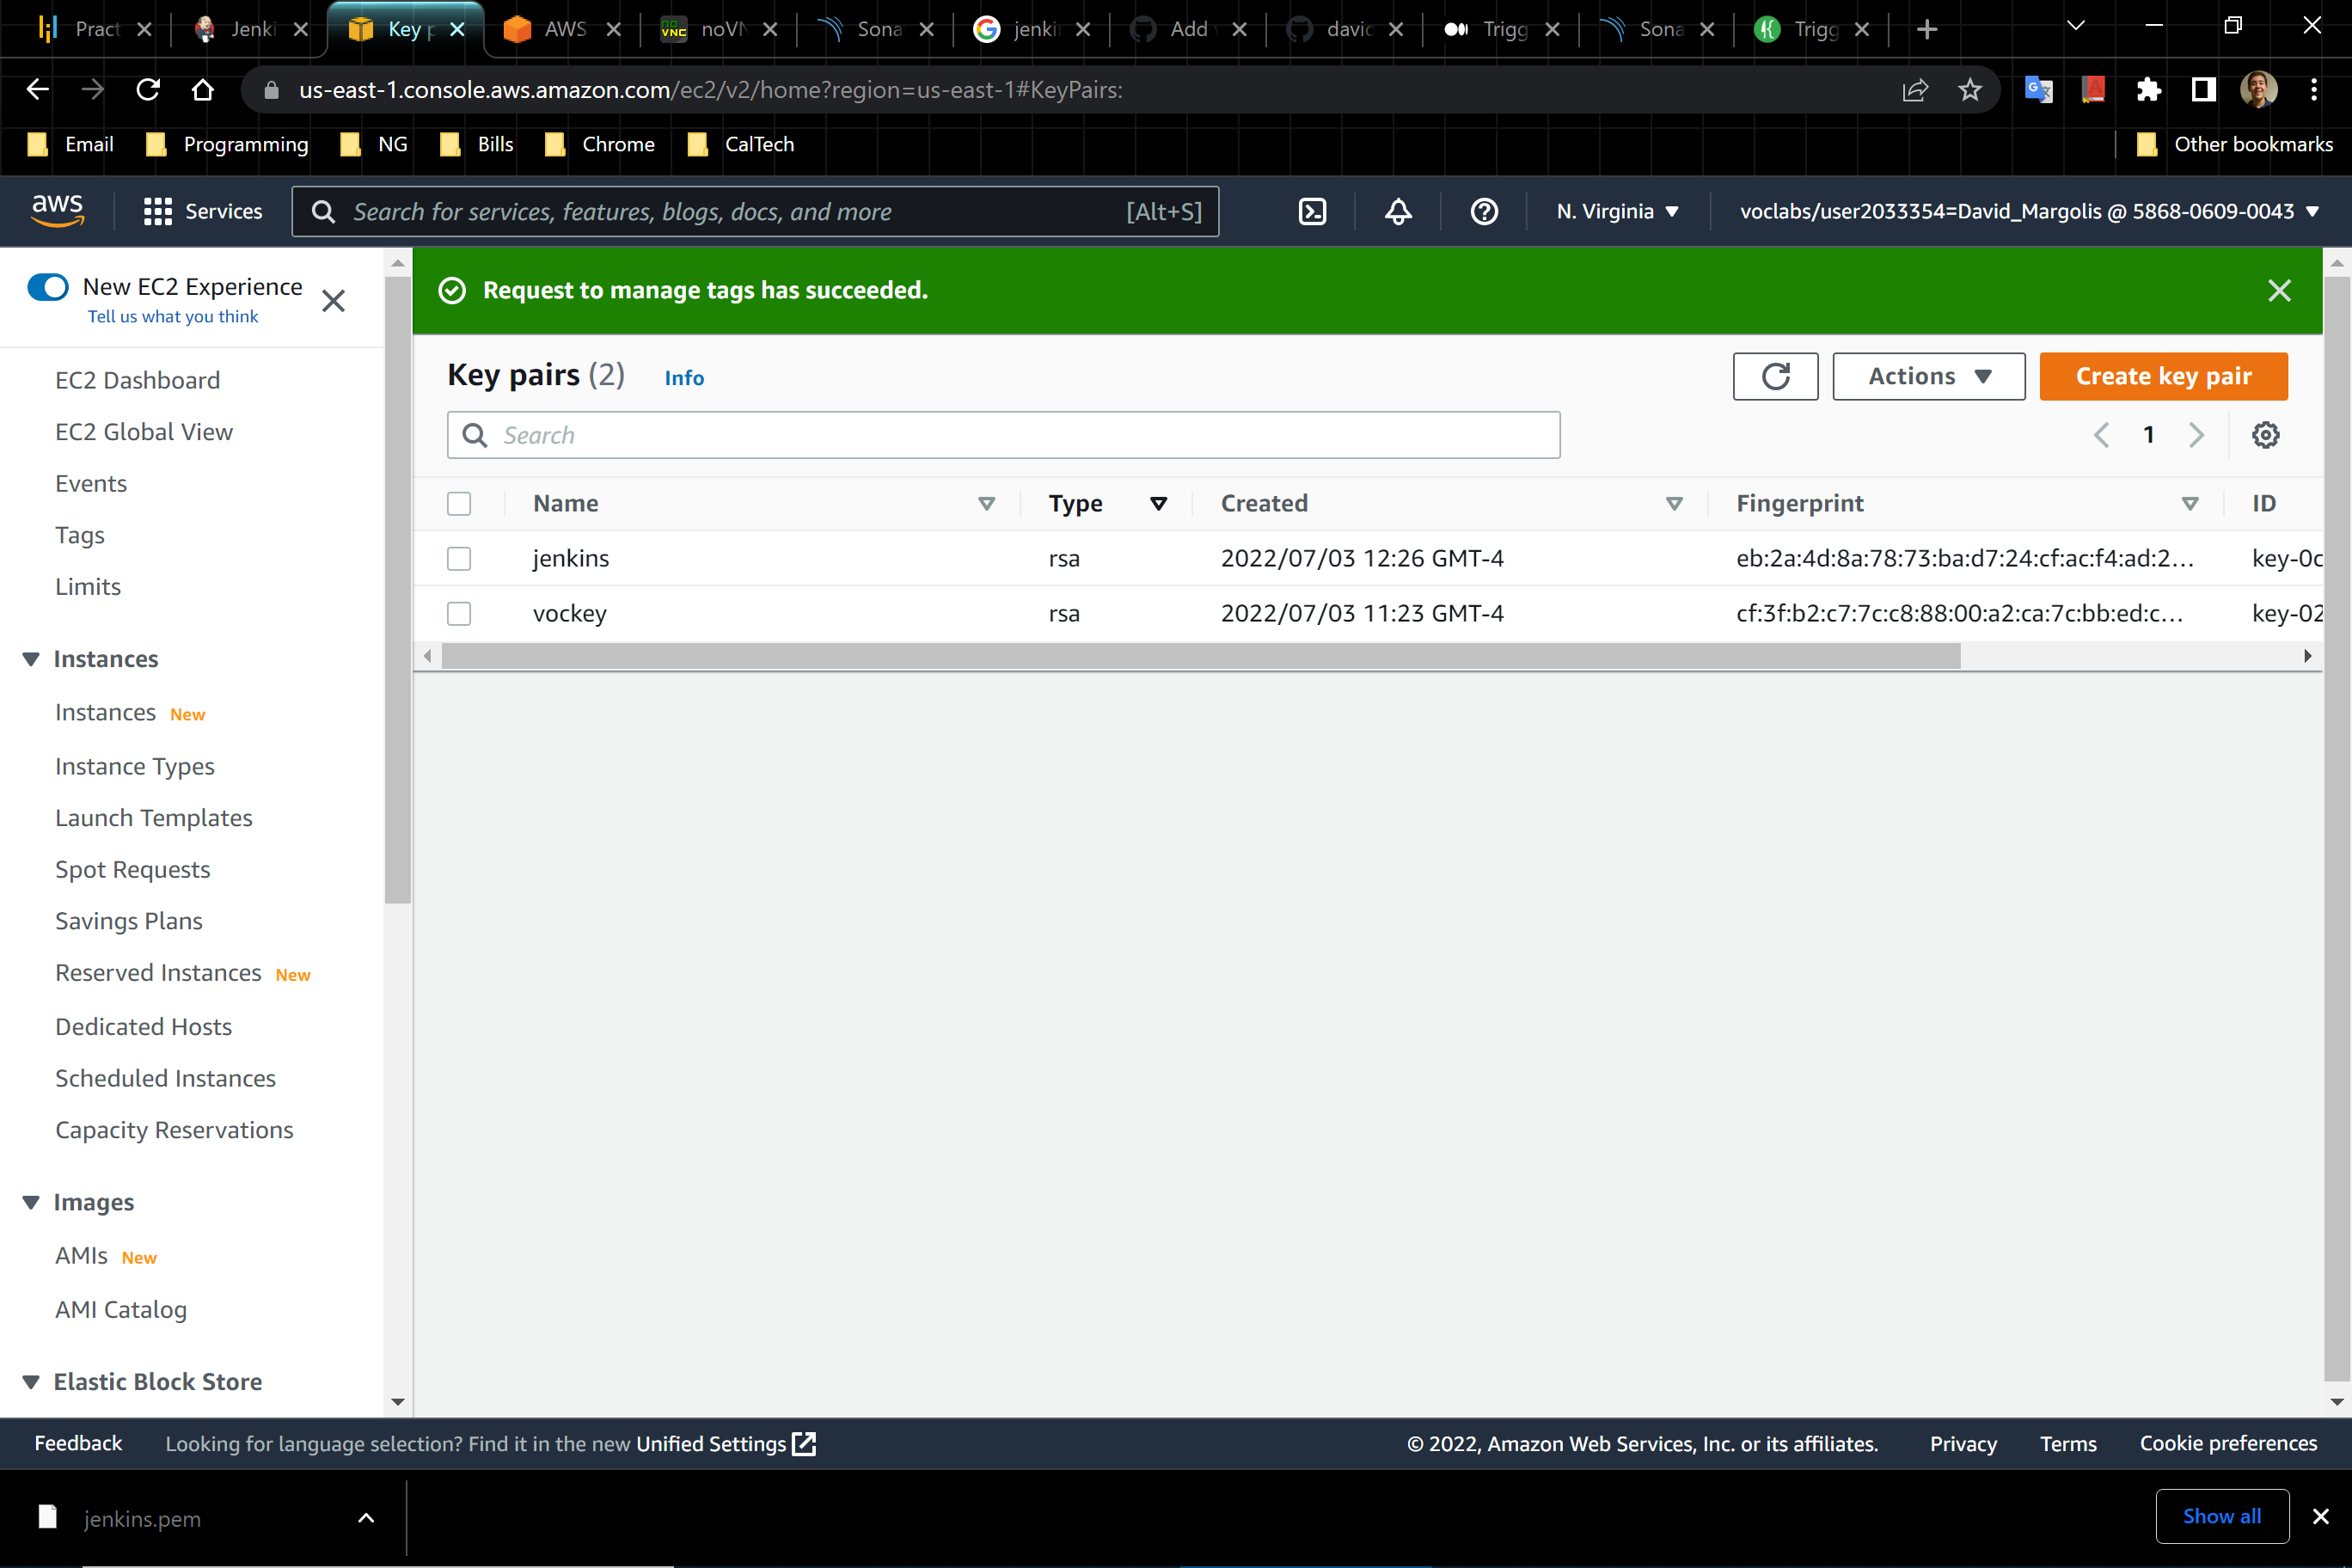 Pract
Jenki
Key p
AWS
noVN
Sona
jenkin
Add
david
Trigg
Sona
Trigg
us-east-1.console.aws.amazon.com/ec2/v2/home?region=us-east-1#KeyPairs:
Email
Programming
NG
Bills
Chrome
CalTech
Other bookmarks
aws
Services
Search for services, features, blogs, docs, and more
[Alt+S]
N. Virginia
voclabs/user2033354=David_Margolis @ 5868-0609-0043
New EC2 Experience
Tell us what you think
EC2 Dashboard
EC2 Global View
Events
Tags
Limits
Instances
Instances New
Instance Types
Launch Templates
Spot Requests
Savings Plans
Reserved Instances New
Dedicated Hosts
Scheduled Instances
Capacity Reservations
Images
AMIs New
AMI Catalog
Elastic Block Store
Request to manage tags has succeeded.
Key pairs (2) Info
Actions
Create key pair
Search
1
Name Type Created Fingerprint ID
jenkins rsa 2022/07/03 12:26 GMT-4 eb:2a:4d:8a:78:73:ba:d7:24:cf:ac:f4:ad:2... key-0c
vockey rsa 2022/07/03 11:23 GMT-4 cf:3f:b2:c7:7c:c8:88:00:a2:ca:7c:bb:ed:c... key-02
Feedback
Looking for language selection? Find it in the new Unified Settings
© 2022, Amazon Web Services, Inc. or its affiliates.
Privacy
Terms
Cookie preferences
jenkins.pem
Show all